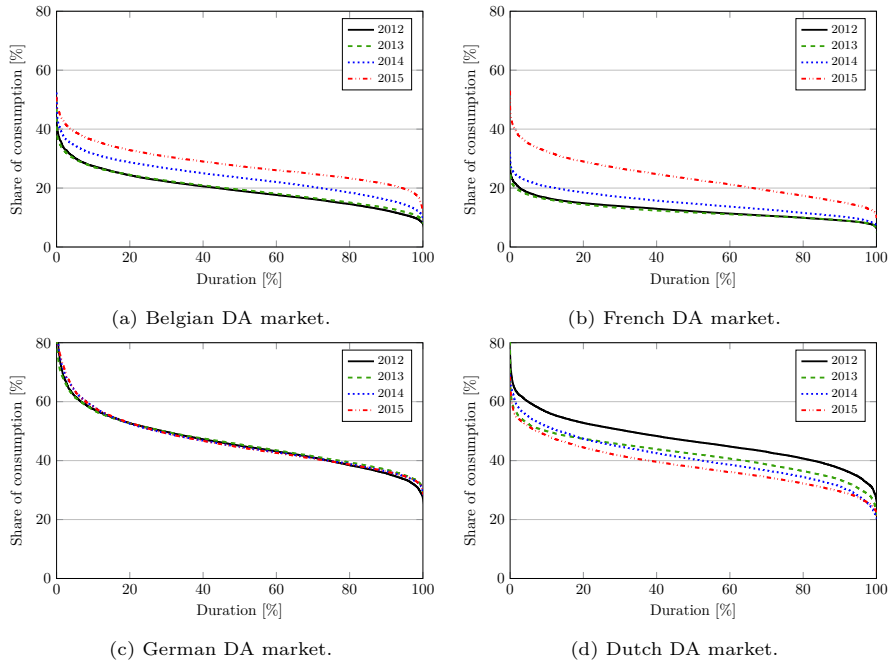 80
60
40
20
0
0 20 40 60 80 100
Share of consumption [%]
Duration [%]
2012
2013
2014
2015
(a) Belgian DA market.
80
60
40
20
0
0 20 40 60 80 100
Share of consumption [%]
Duration [%]
2012
2013
2014
2015
(b) French DA market.
80
60
40
20
0
0 20 40 60 80 100
Share of consumption [%]
Duration [%]
2012
2013
2014
2015
(c) German DA market.
80
60
40
20
0
0 20 40 60 80 100
Share of consumption [%]
Duration [%]
2012
2013
2014
2015
(d) Dutch DA market.